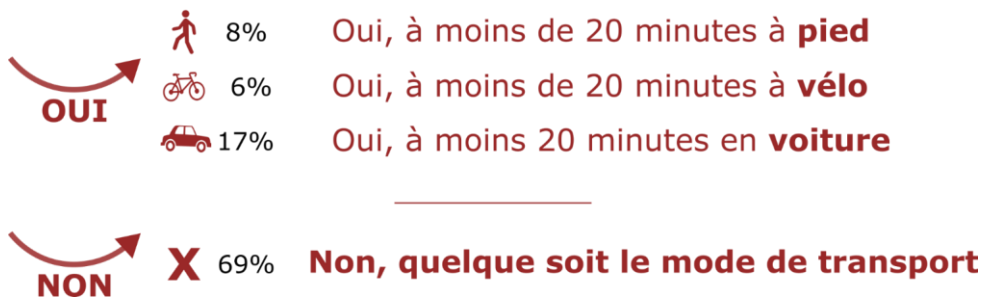 8% Oui, à moins de 20 minutes à pied
OUI
6% Oui, à moins de 20 minutes à vélo
17% Oui, à moins 20 minutes en voiture
NON
X 69% Non, quelque soit le mode de transport